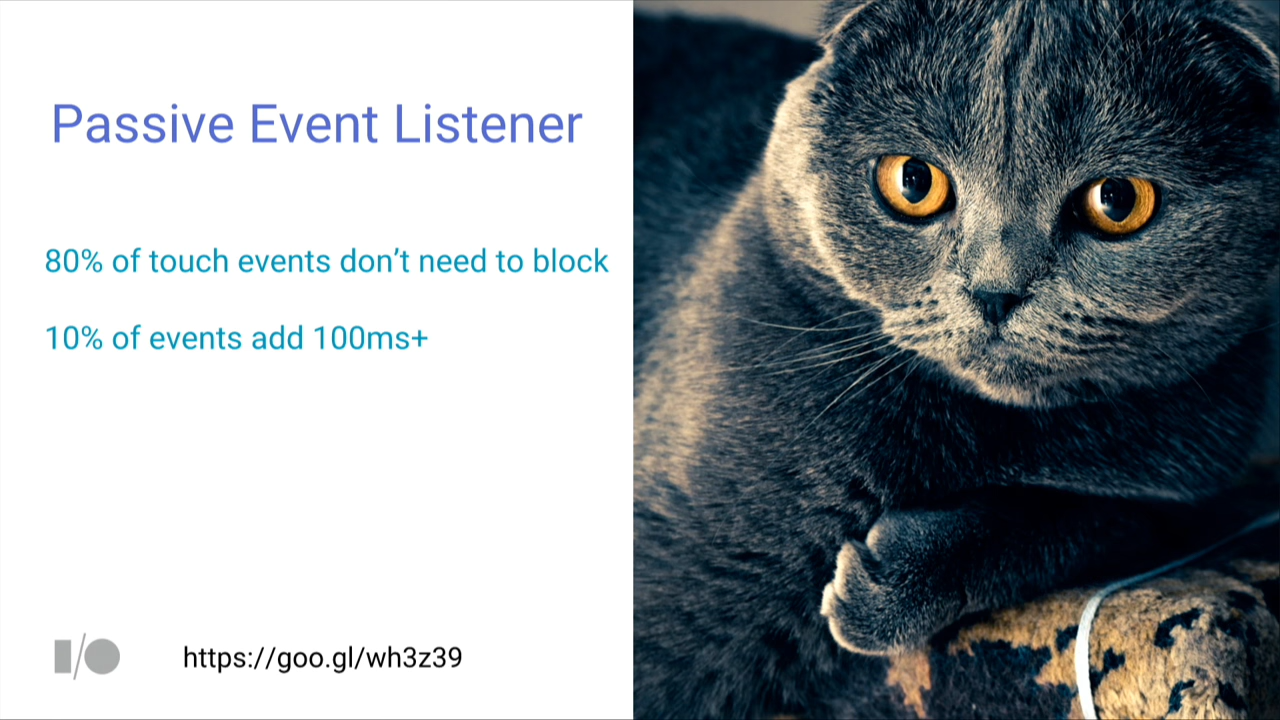 Passive Event Listener
80% of touch events don’t need to block
10% of events add 100ms+
I/O
https://goo.gl/wh3z39